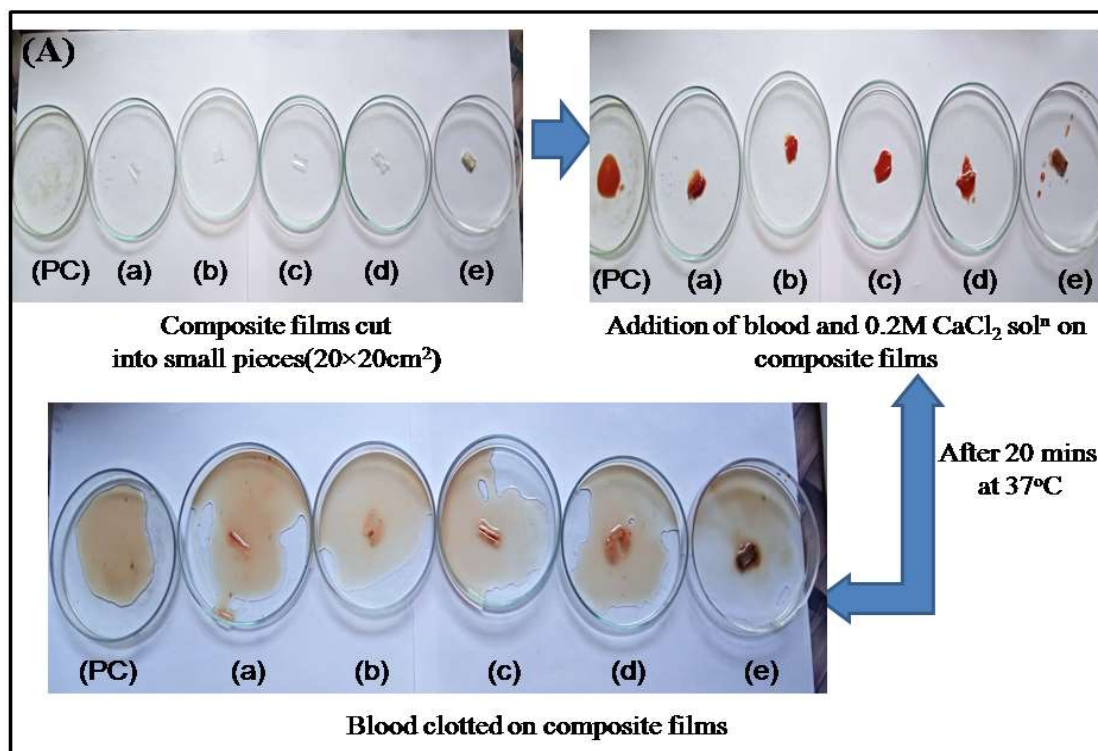 (A)
(PC) (a) (b) (c) (d) (e)
Composite films cut
into small pieces(20×20cm²)
(PC) (a) (b) (c) (d) (e)
Addition of blood and 0.2M CaCl₂ solⁿ on
composite films
After 20 mins
at 37°C
(PC) (a) (b) (c) (d) (e)
Blood clotted on composite films